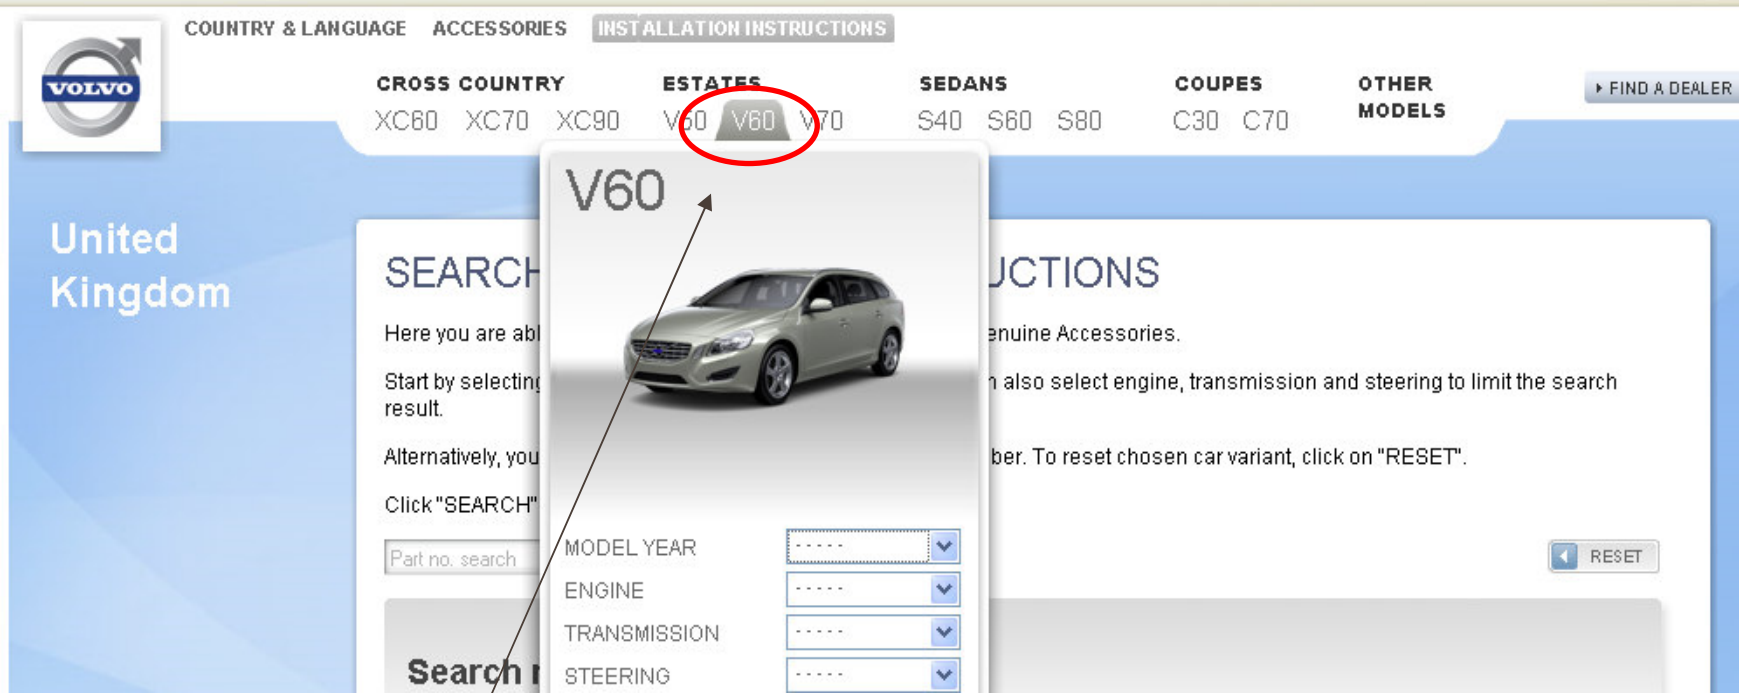 COUNTRY & LANGUAGE ACCESSORIES INSTALLATION INSTRUCTIONS
VOLVO
CROSS COUNTRY ESTATES SEDANS COUPES OTHER MODELS
FIND A DEALER
XC60 XC70 XC90 V50 V60 V70 S40 S60 S80 C30 C70
V60
United
Kingdom
SEARCH UCTIONS
Here you are abl enuine Accessories.
Start by selecting also select engine, transmission and steering to limit the search
result.
Alternatively, you ber. To reset chosen car variant, click on "RESET".
Click "SEARCH"
Part no. search
RESET
MODEL YEAR -----
ENGINE -----
TRANSMISSION -----
STEERING -----
Search